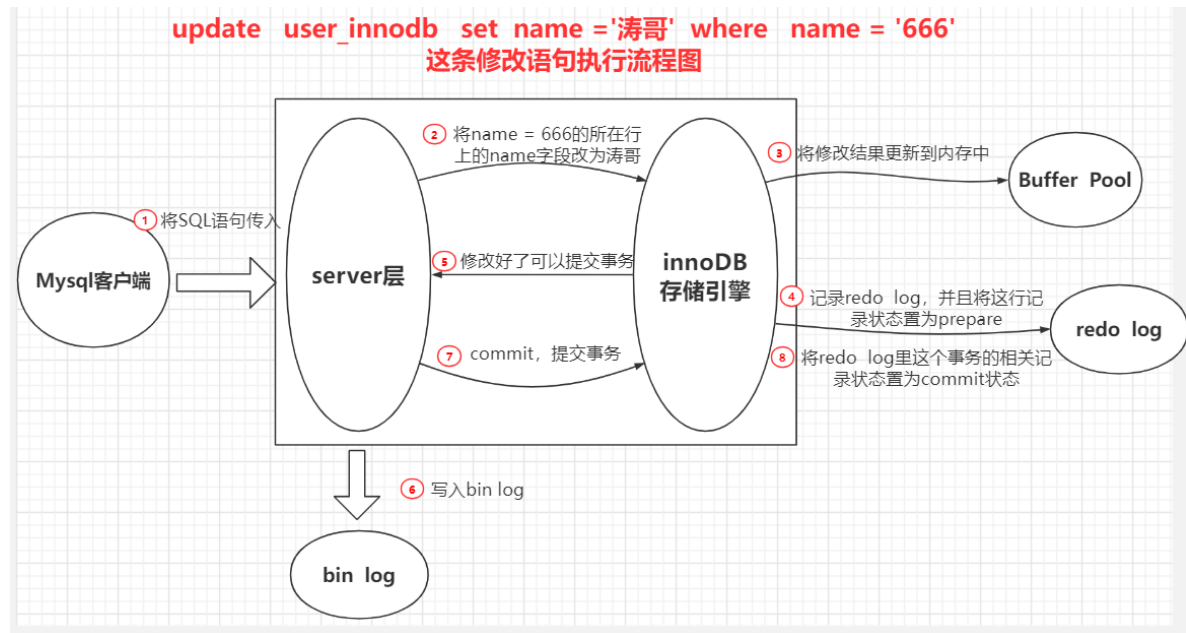 update user_innodb set name ='涛哥' where name = '666'
这条修改语句执行流程图
② 将name = 666的所在行
上的name字段改为涛哥
③ 将修改结果更新到内存中
Buffer Pool
① 将SQL语句传入
Mysql客户端
server层
⑤ 修改好了可以提交事务
innoDB
存储引擎
④ 记录redo log，并且将这行记
录状态置为prepare
redo log
⑦ commit，提交事务
⑧ 将redo log里这个事务的相关记
录状态置为commit状态
⑥ 写入bin log
bin log